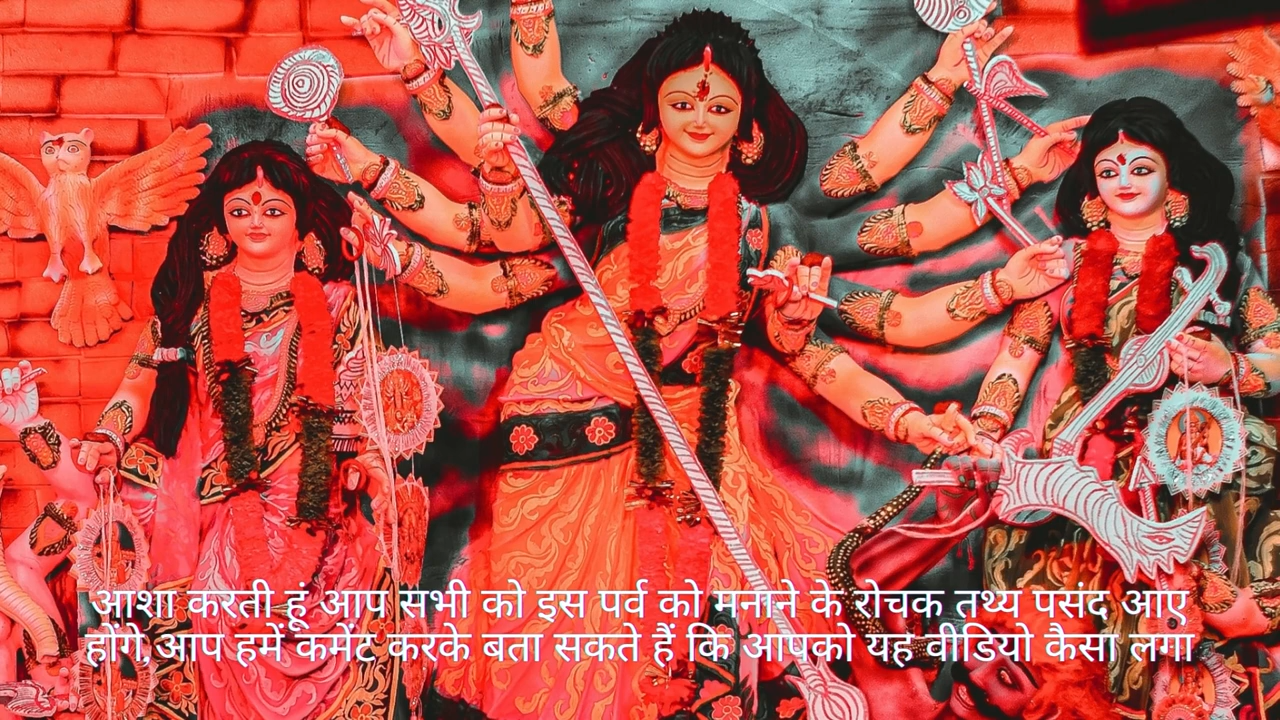 आशा करती हूं आप सभी को इस पर्व को मनाने के रोचक तथ्य पसंद आए
होंगे,आप हमें कमेंट करके बता सकते हैं कि आपको यह वीडियो कैसा लगा